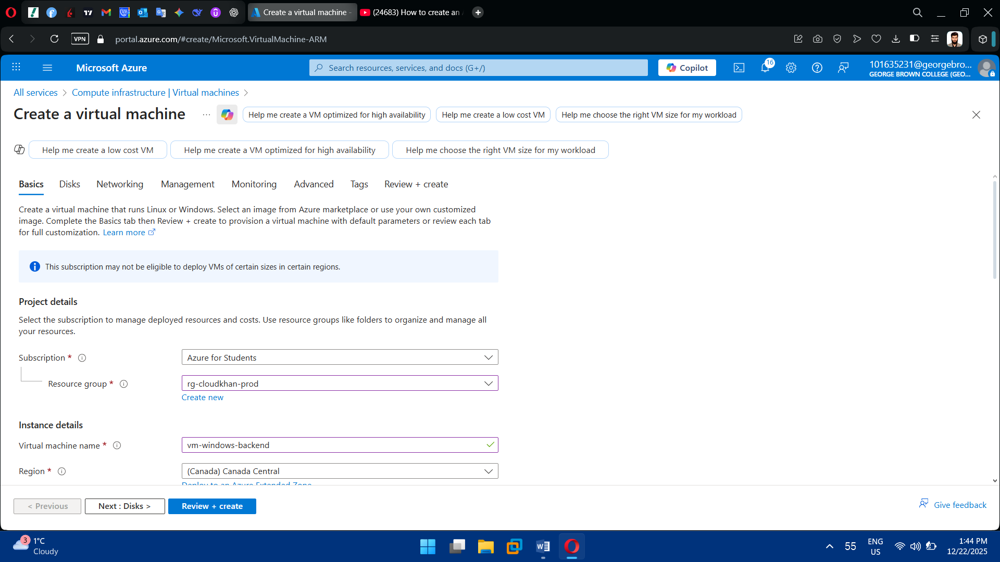 Create a virtual machine -
(24683) How to create an
VPN
portal.azure.com/#create/Microsoft.VirtualMachine-ARM
Microsoft Azure
Search resources, services, and docs (G+/)
Copilot
16
101635231@georgebro...
GEORGE BROWN COLLEGE (GEO...
All services > Compute infrastructure | Virtual machines >
Create a virtual machine ...
Help me create a VM optimized for high availability
Help me create a low cost VM
Help me choose the right VM size for my workload
Help me create a low cost VM
Help me create a VM optimized for high availability
Help me choose the right VM size for my workload
Basics Disks Networking Management Monitoring Advanced Tags Review + create
Create a virtual machine that runs Linux or Windows. Select an image from Azure marketplace or use your own customized
image. Complete the Basics tab then Review + create to provision a virtual machine with default parameters or review each tab
for full customization. Learn more
This subscription may not be eligible to deploy VMs of certain sizes in certain regions.
Project details
Select the subscription to manage deployed resources and costs. Use resource groups like folders to organize and manage all
your resources.
Subscription *
Azure for Students
Resource group *
rg-cloudkhan-prod
Create new
Instance details
Virtual machine name *
vm-windows-backend
Region *
(Canada) Canada Central
Deploy to an Azure Extended Zone
< Previous
Next : Disks >
Review + create
Give feedback
3
1°C
Cloudy
55
ENG
US
1:44 PM
12/22/2025